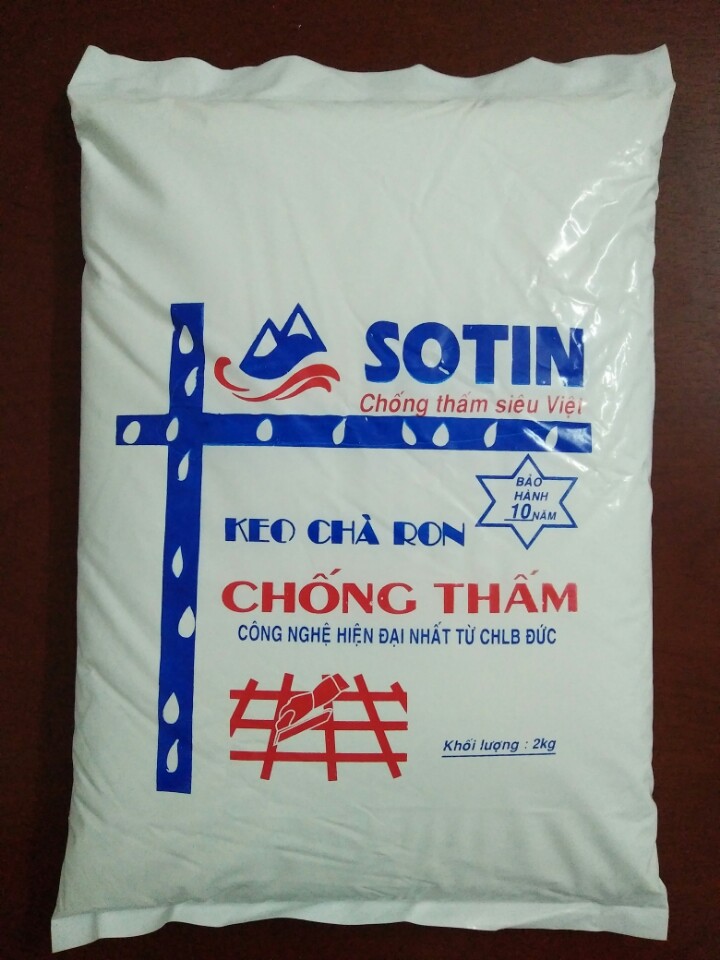 SOTIN
Chống thấm siêu Việt
BẢO
HÀNH
10 NĂM
KEO CHÀ RON
CHỐNG THẤM
CÔNG NGHỆ HIỆN ĐẠI NHẤT TỪ CHLB ĐỨC
Khối lượng : 2kg